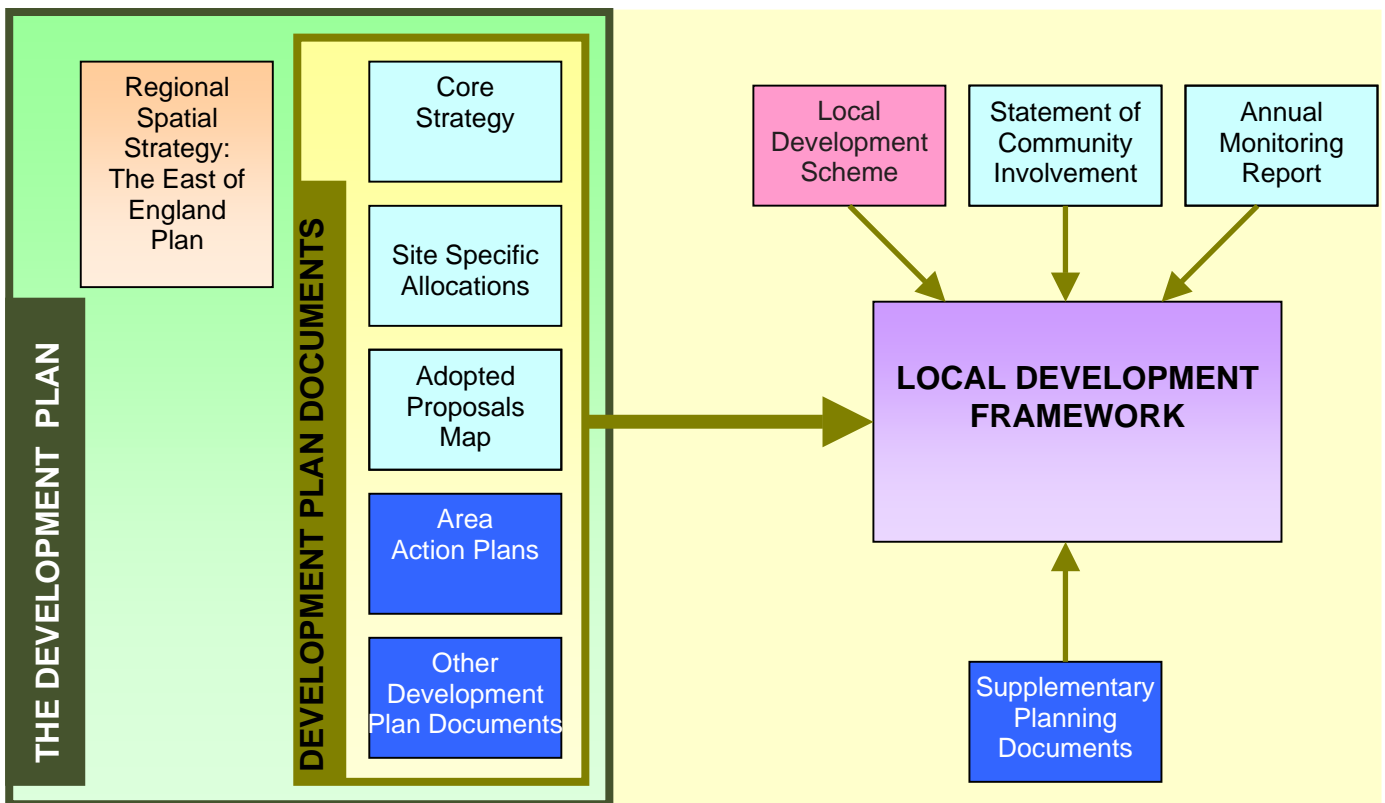 THE DEVELOPMENT PLAN
Regional
Spatial
Strategy:
The East of
England
Plan
DEVELOPMENT PLAN DOCUMENTS
Core
Strategy
Site Specific
Allocations
Adopted
Proposals
Map
Area
Action Plans
Other
Development
Plan Documents
Local
Development
Scheme
Statement of
Community
Involvement
Annual
Monitoring
Report
LOCAL DEVELOPMENT
FRAMEWORK
Supplementary
Planning
Documents